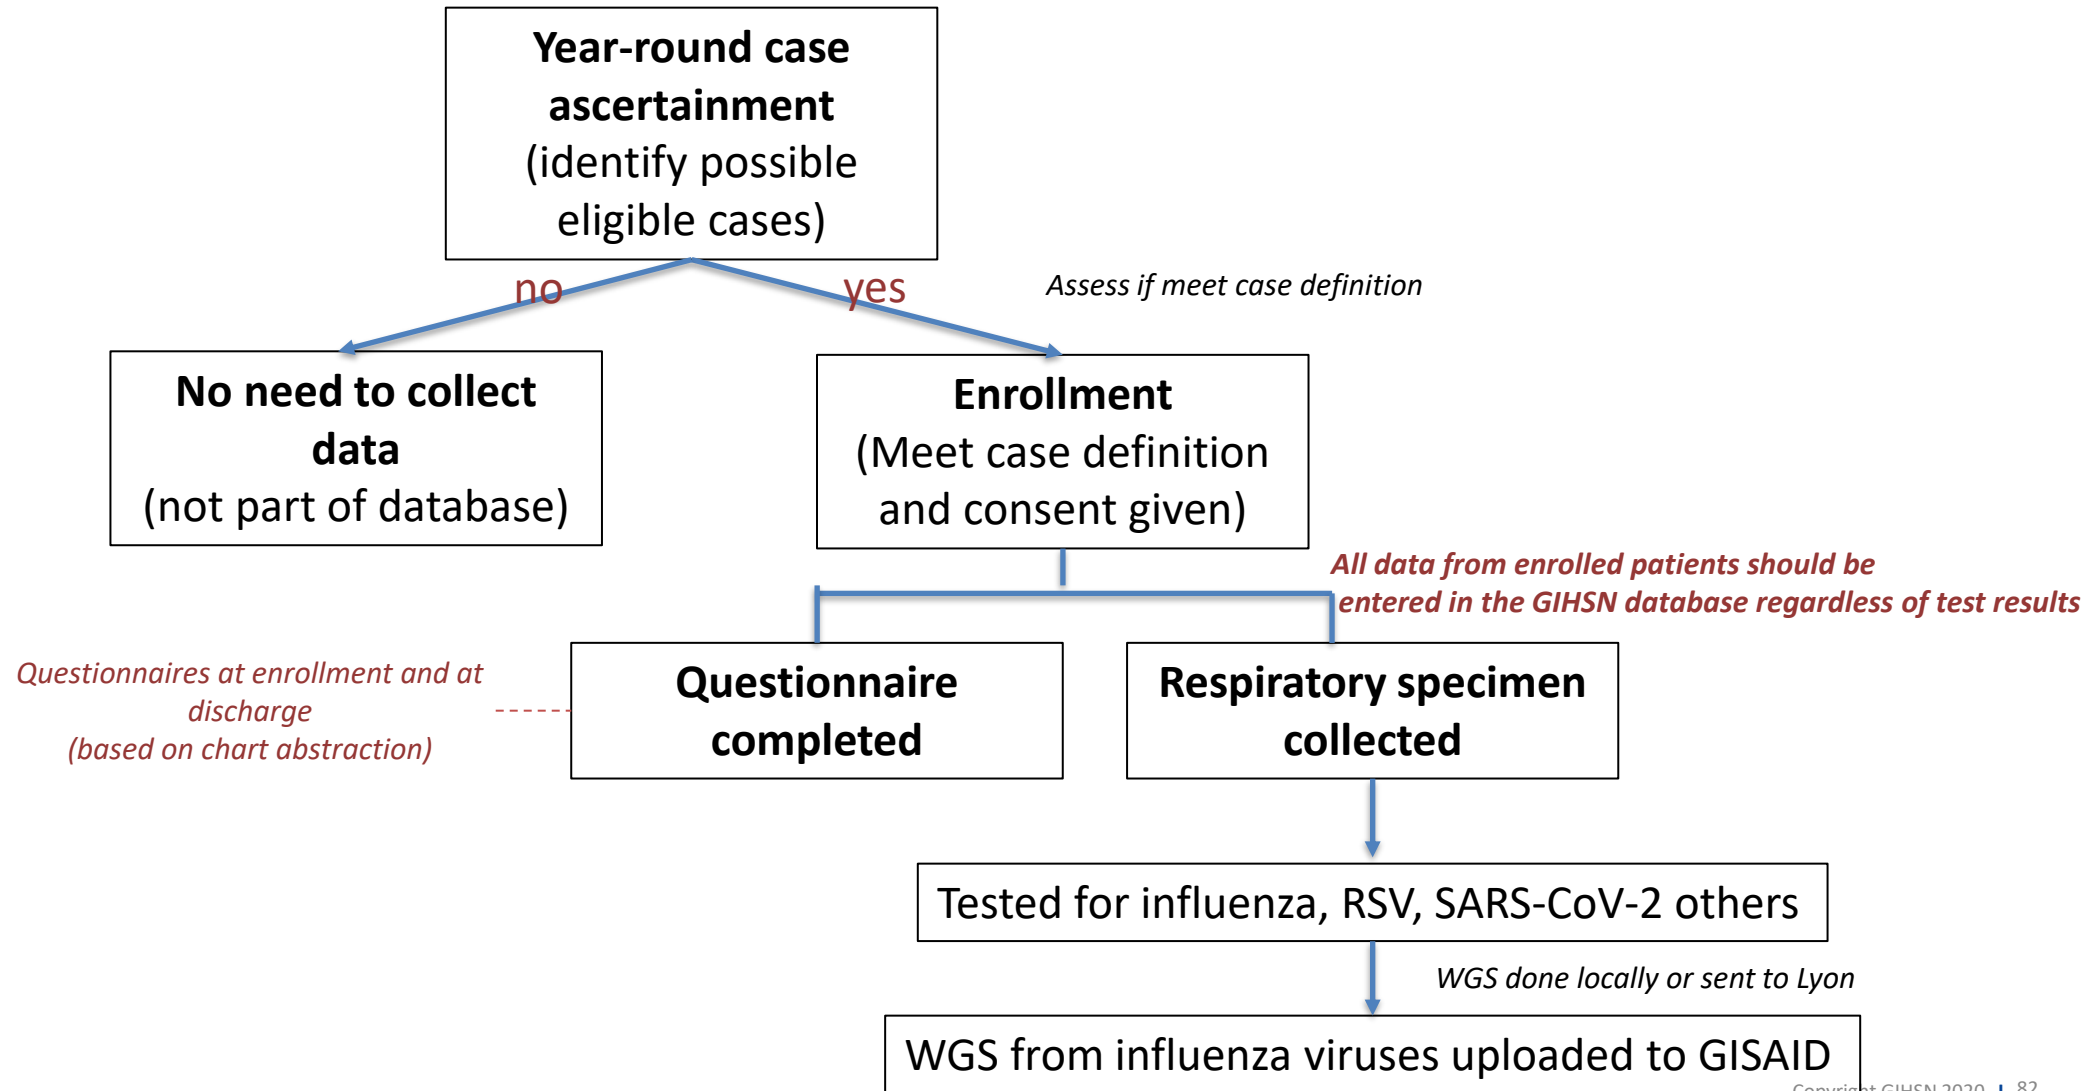 Year-round case
ascertainment
(identify possible
eligible cases)
no
yes
Assess if meet case definition
No need to collect
data
(not part of database)
Enrollment
(Meet case definition
and consent given)
All data from enrolled patients should be
entered in the GIHSN database regardless of test results
Questionnaires at enrollment and at
discharge
(based on chart abstraction)
Questionnaire
completed
Respiratory specimen
collected
Tested for influenza, RSV, SARS-CoV-2 others
WGS done locally or sent to Lyon
WGS from influenza viruses uploaded to GISAID
Copyright GIHSN 2020 | 82